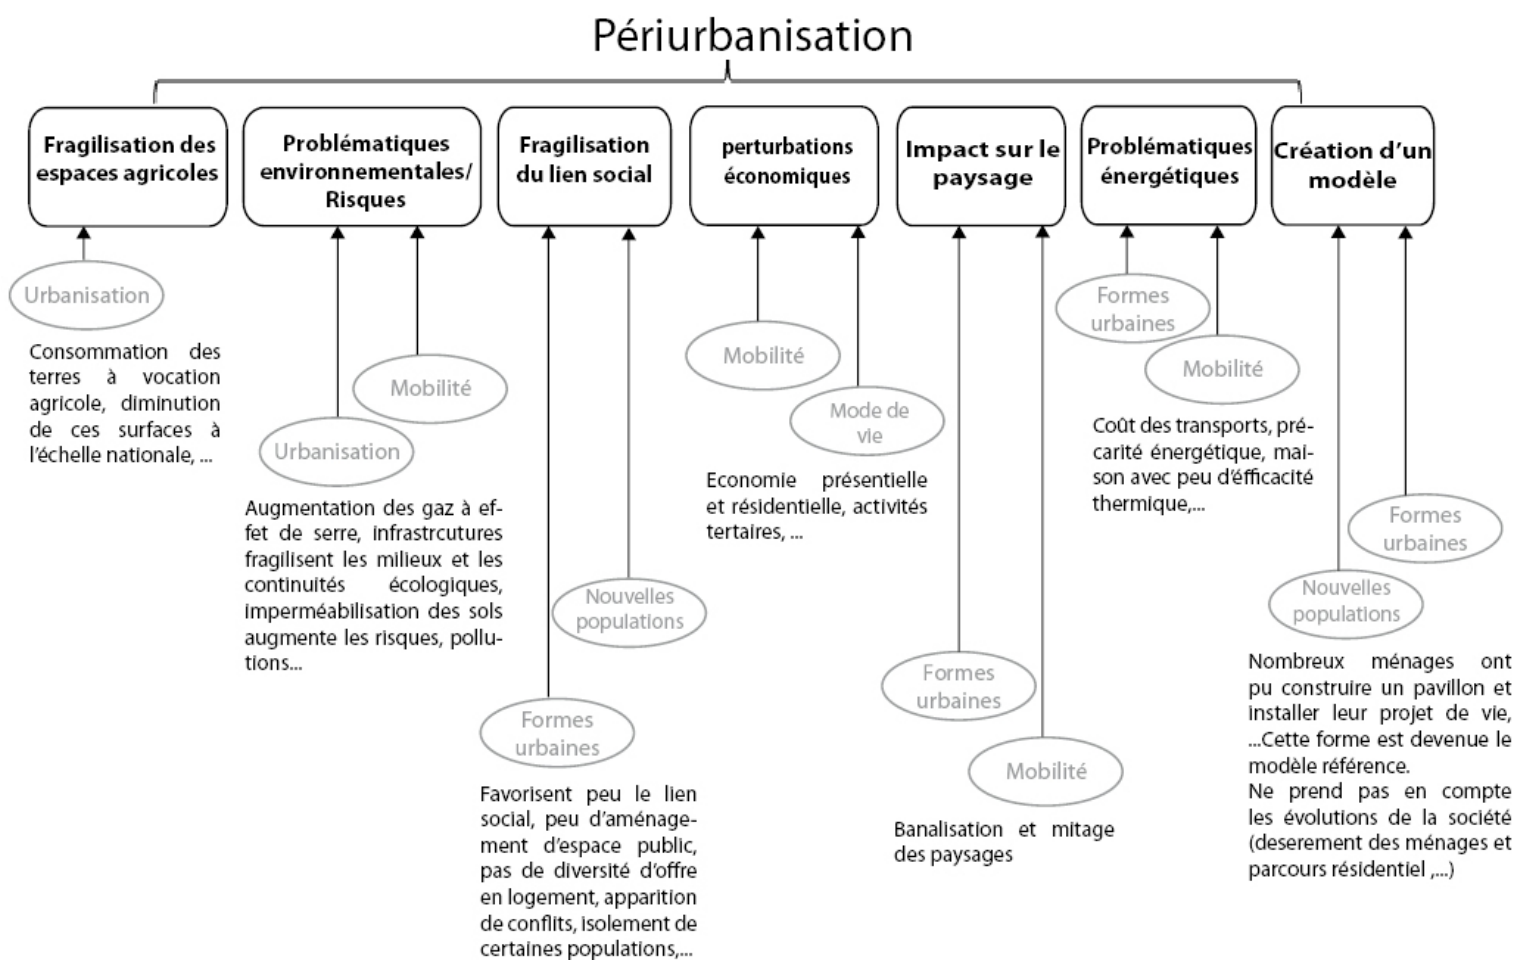 Périurbanisation
Fragilisation des
espaces agricoles
Problématiques
environnementales/
Risques
Fragilisation
du lien social
perturbations
économiques
Impact sur le
paysage
Problématiques
énergétiques
Création d'un
modèle
Urbanisation
Consommation des
terres à vocation
agricole, diminution
de ces surfaces à
l'échelle nationale, ...
Mobilité
Urbanisation
Augmentation des gaz à ef-
fet de serre, infrastrcutures
fragilisent les milieux et les
continuités écologiques,
imperméabilisation des sols
augmente les risques, pollu-
tions...
Nouvelles
populations
Formes
urbaines
Favorisent peu le lien
social, peu d'aménage-
ment d'espace public,
pas de diversité d'offre
en logement, apparition
de conflits, isolement de
certaines populations,...
Mobilité
Mode de
vie
Economie présentielle
et résidentielle, activités
tertaires, ...
Formes
urbaines
Mobilité
Banalisation et mitage
des paysages
Formes
urbaines
Mobilité
Coût des transports, pré-
carité énergétique, mai-
son avec peu d'éfficacité
thermique,...
Formes
urbaines
Nouvelles
populations
Nombreux ménages ont
pu construire un pavillon et
installer leur projet de vie,
...Cette forme est devenue le
modèle référence.
Ne prend pas en compte
les évolutions de la société
(deserement des ménages et
parcours résidentiel ,...)